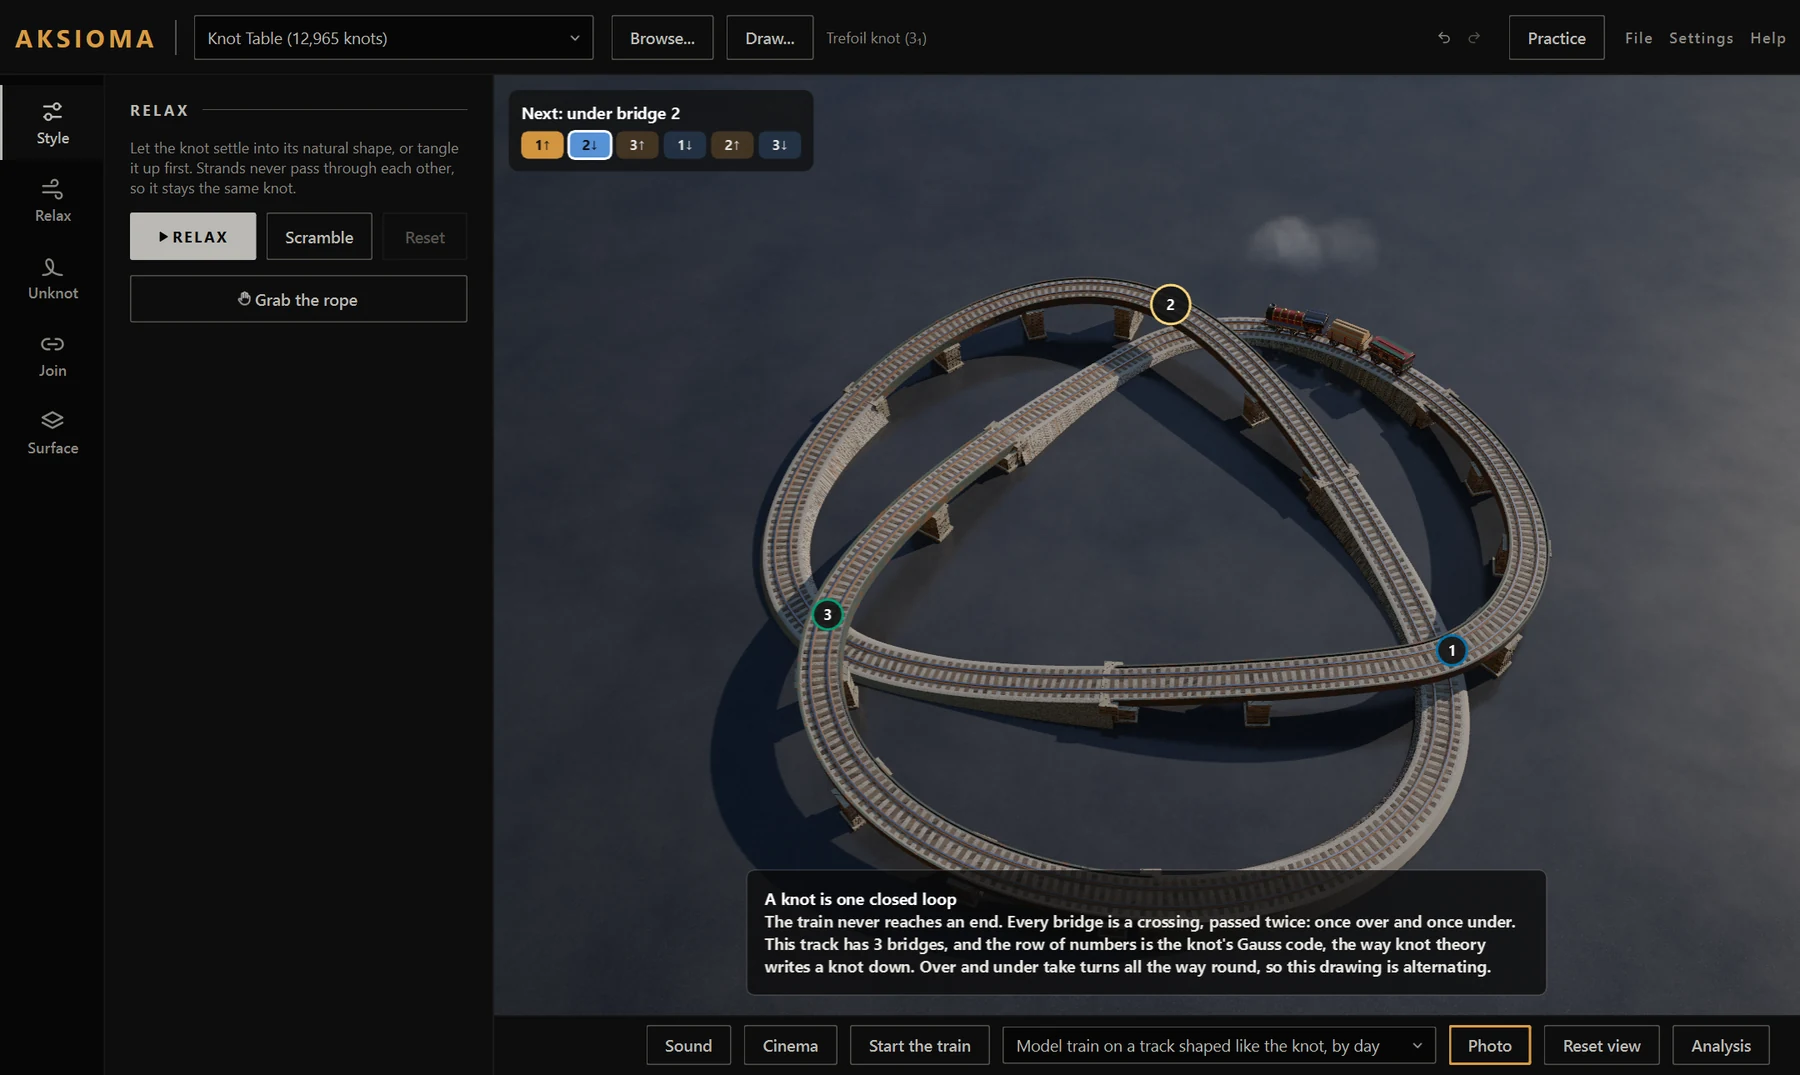 AKSIOMA
Knot Table (12,965 knots)
Browse...
Draw...
Trefoil knot (3₁)
Practice
File
Settings
Help
Style
Relax
Unknot
Join
Surface
RELAX
Let the knot settle into its natural shape, or tangle
it up first. Strands never pass through each other,
so it stays the same knot.
RELAX
Scramble
Reset
Grab the rope
Next: under bridge 2
1↑ 2↓ 3↑ 1↓ 2↑ 3↓
2
3
1
A knot is one closed loop
The train never reaches an end. Every bridge is a crossing, passed twice: once over and once under.
This track has 3 bridges, and the row of numbers is the knot's Gauss code, the way knot theory
writes a knot down. Over and under take turns all the way round, so this drawing is alternating.
Sound
Cinema
Start the train
Model train on a track shaped like the knot, by day
Photo
Reset view
Analysis